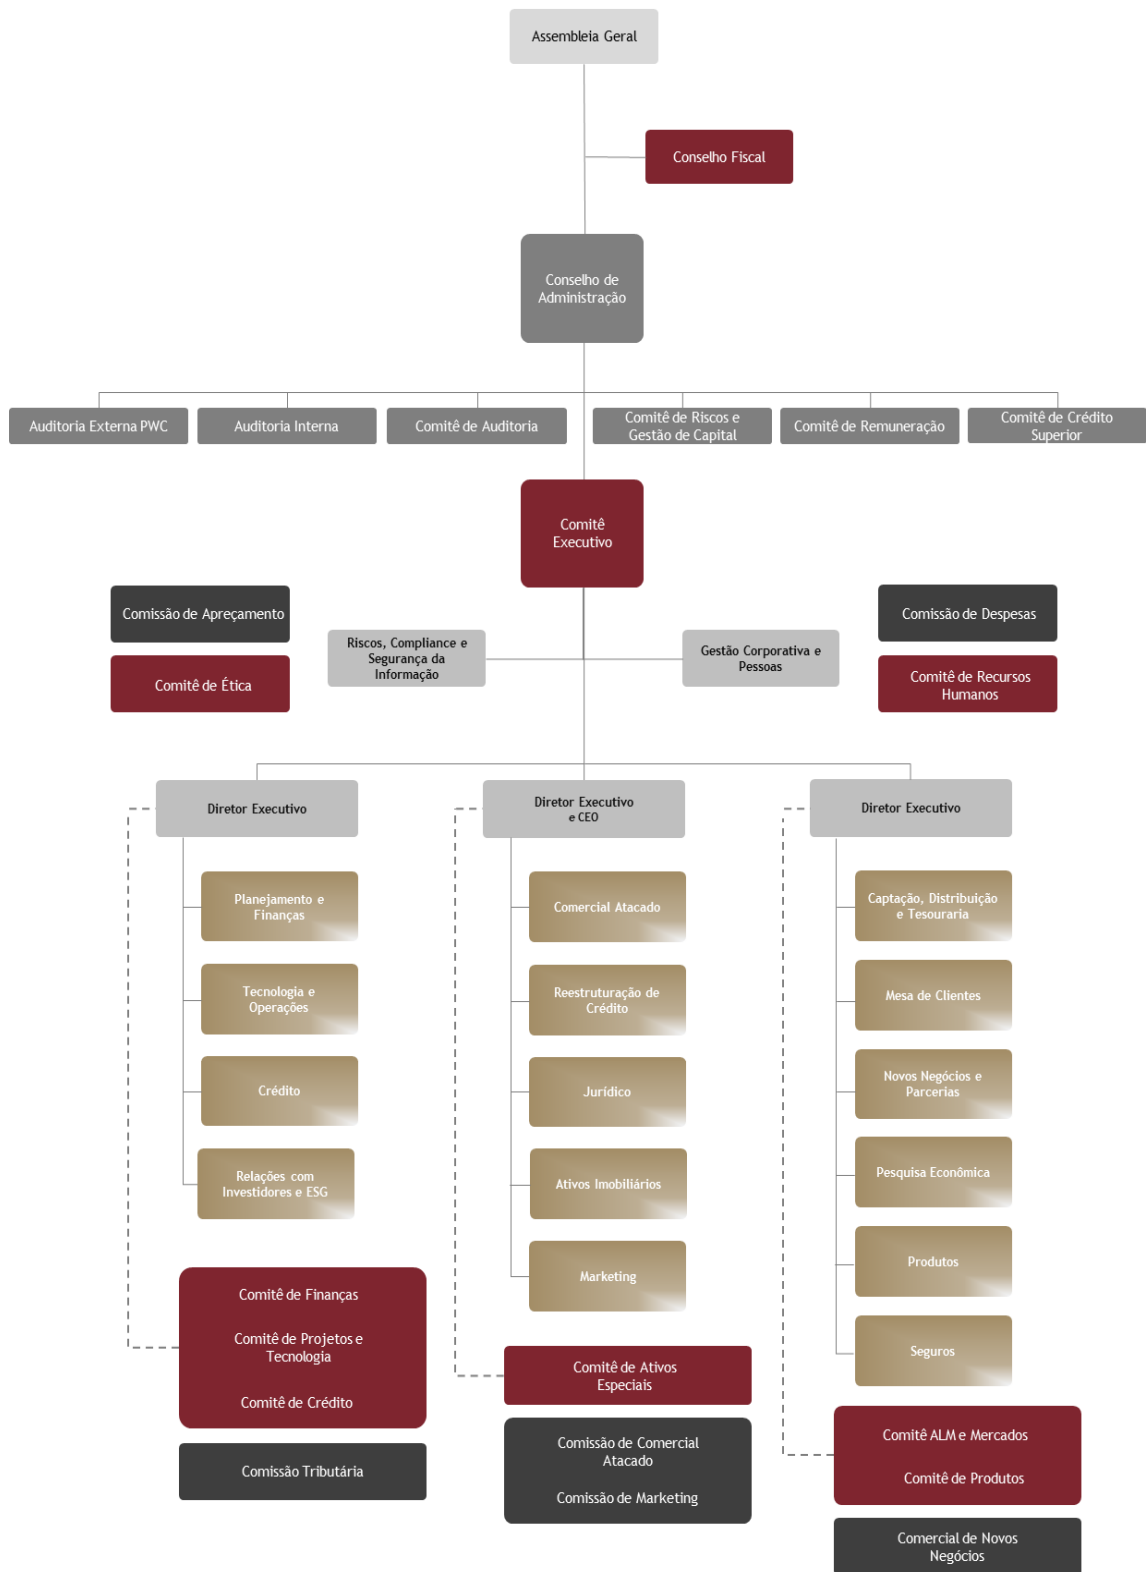 Assembleia Geral
Conselho Fiscal
Conselho de
Administração
Auditoria Externa PWC
Auditoria Interna
Comitê de Auditoria
Comitê de Riscos e
Gestão de Capital
Comitê de Remuneração
Comitê de Crédito
Superior
Comitê
Executivo
Comissão de Apreçamento
Comitê de Ética
Riscos, Compliance e
Segurança da
Informação
Gestão Corporativa e
Pessoas
Comissão de Despesas
Comitê de Recursos
Humanos
Diretor Executivo
Planejamento e
Finanças
Tecnologia e
Operações
Crédito
Relações com
Investidores e ESG
Comitê de Finanças
Comitê de Projetos e
Tecnologia
Comitê de Crédito
Comissão Tributária
Diretor Executivo
e CEO
Comercial Atacado
Reestruturação de
Crédito
Jurídico
Ativos Imobiliários
Marketing
Comitê de Ativos
Especiais
Comissão de Comercial
Atacado
Comissão de Marketing
Diretor Executivo
Captação, Distribuição
e Tesouraria
Mesa de Clientes
Novos Negócios e
Parcerias
Pesquisa Econômica
Produtos
Seguros
Comitê ALM e Mercados
Comitê de Produtos
Comercial de Novos
Negócios